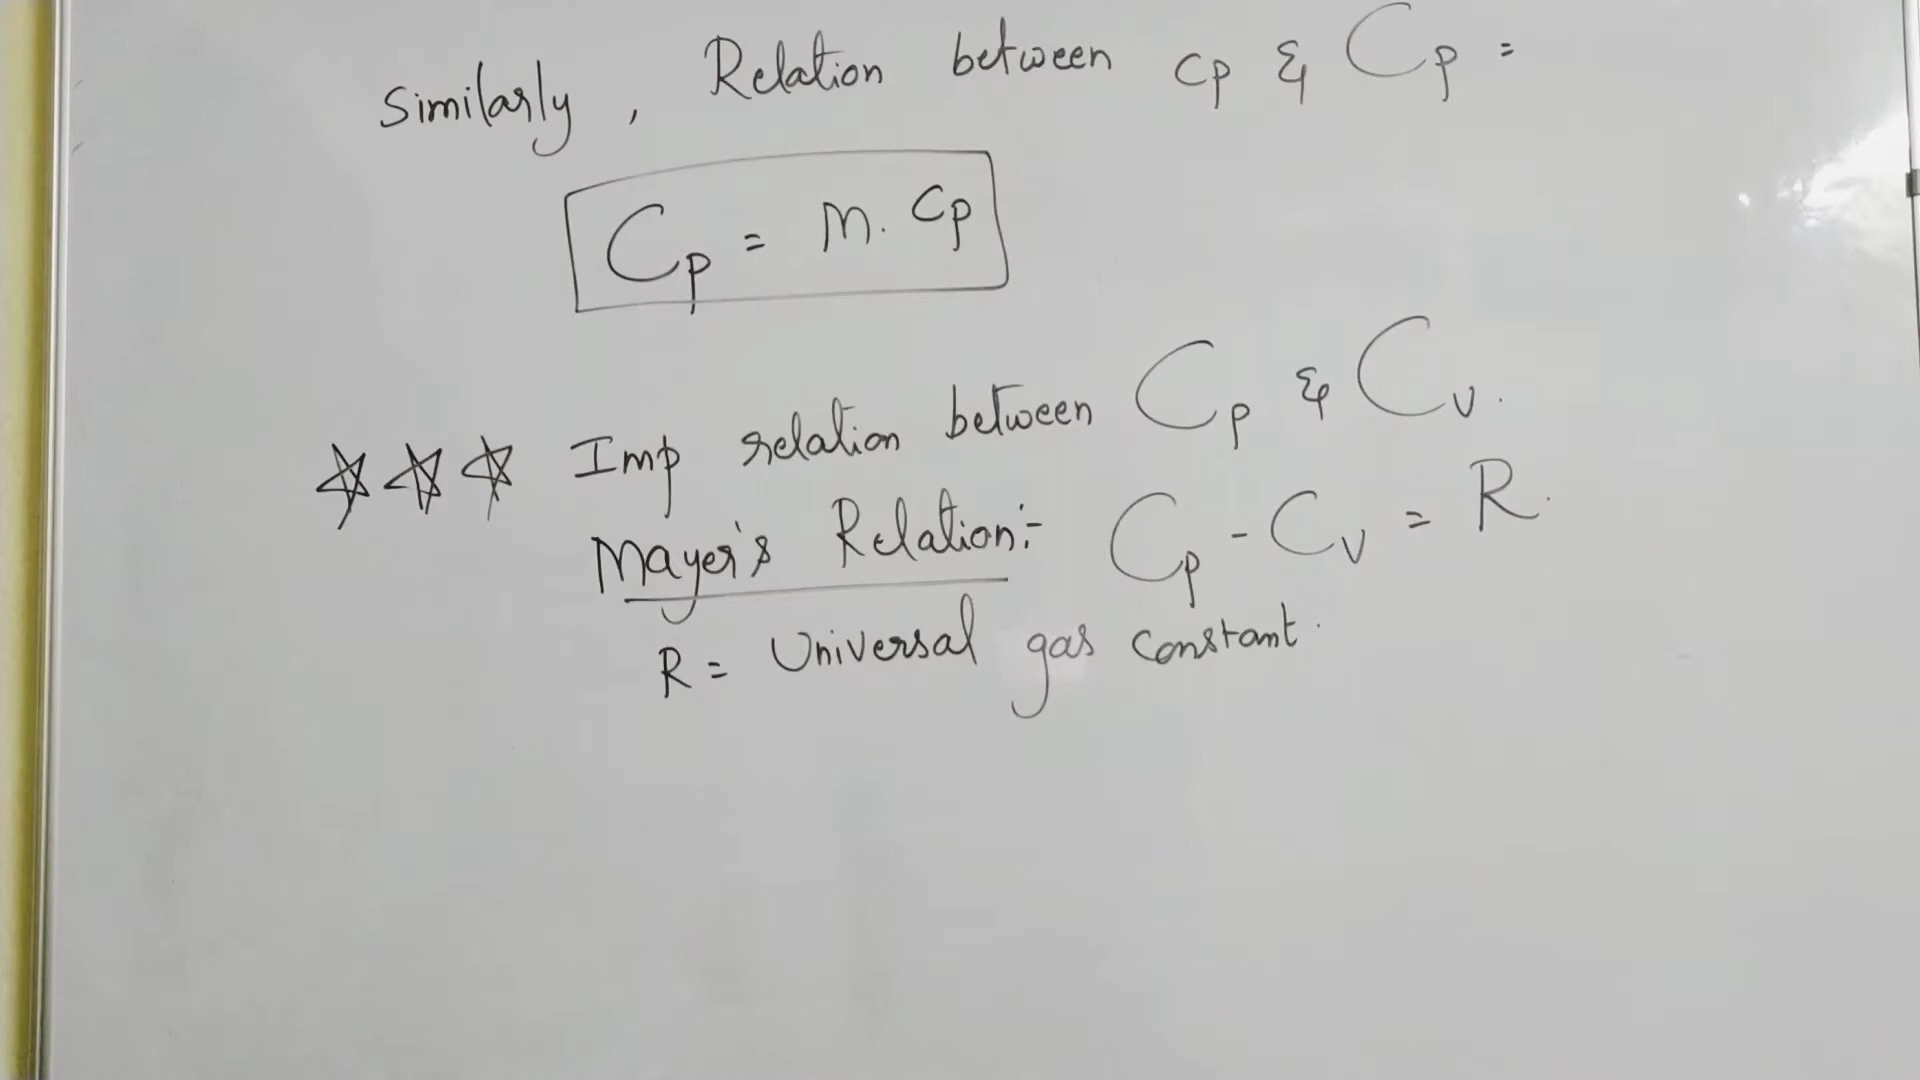 Similarly, Relation between cp & Cp =
Cp = M. cp
☆☆☆ Imp relation between Cp & Cv.
Mayer's Relation:- Cp - Cv = R.
R = Universal gas constant.